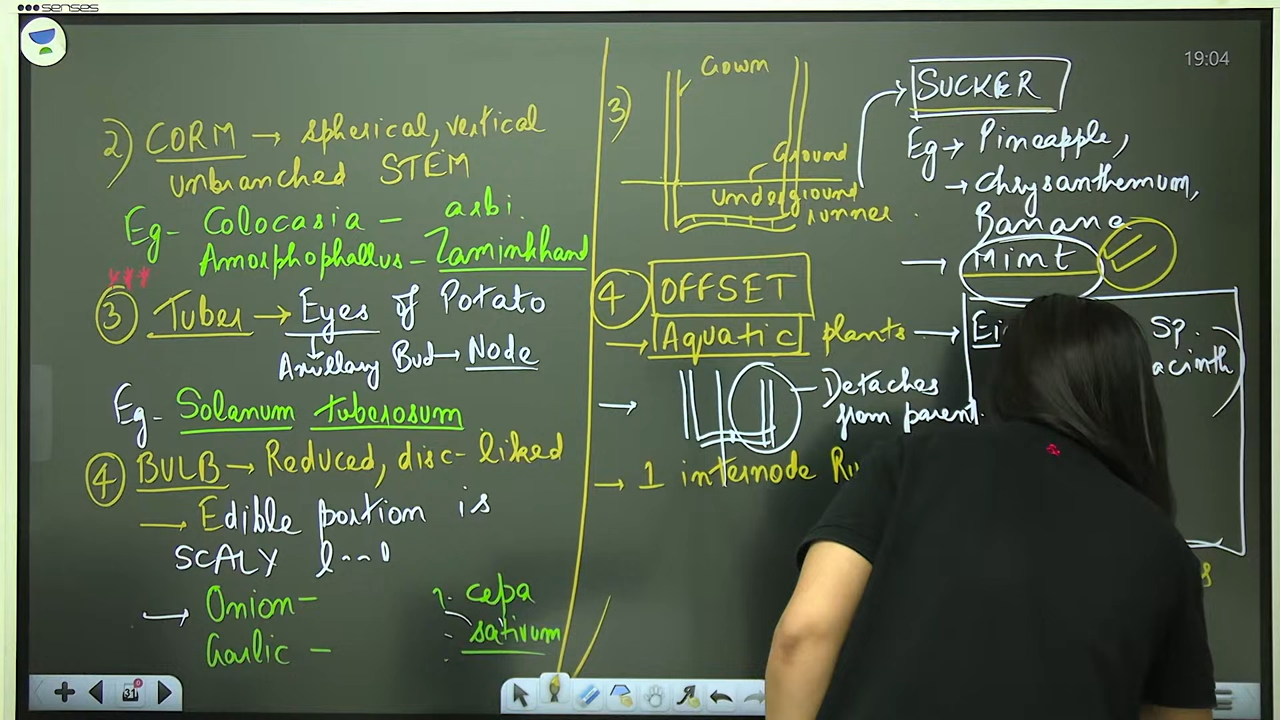 senses
19:04
2) CORM → spherical, vertical
unbranched STEM
Eg- Colocasia - arbi.
Amorphophallus - Zaminkhand
③ Tuber → Eyes of Potato
Axillary Bud → Node
Eg- Solanum tuberosum
④ BULB → Reduced, disc-liked
→ Edible portion is
SCALY
→ Onion - cepa
Garlic - sativum
3)
Gown
Ground
Underground
runner.
SUCKER
Eg → Pineapple,
→ Chrysanthemum,
Banana
→ Mint
④ OFFSET
→ Aquatic plants →
Sp.
→ Detaches
from parent.
→ 1 internode
31